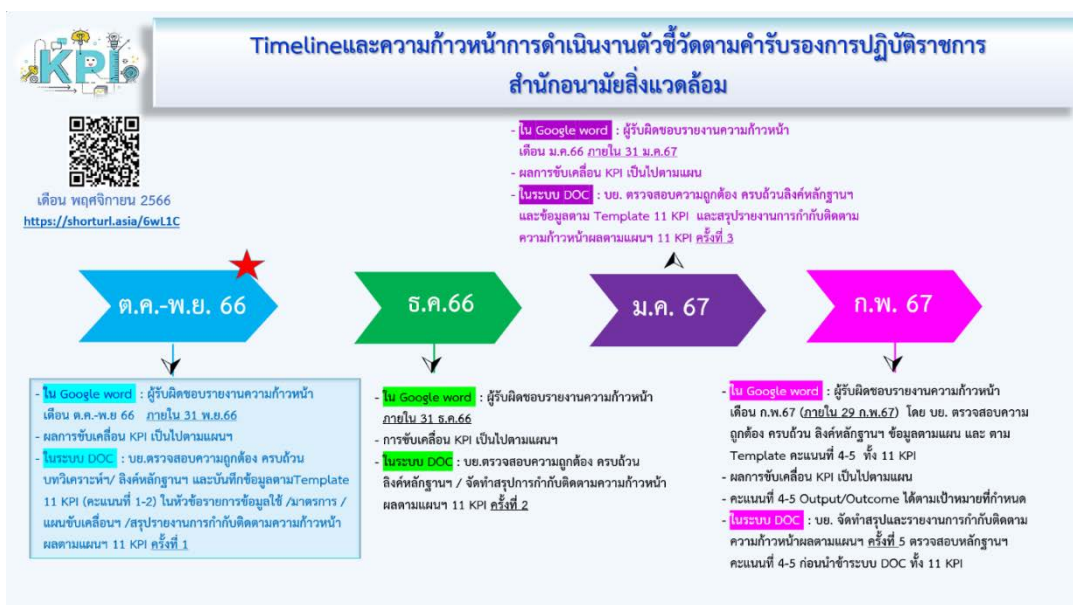 KPI
Timelineและความก้าวหน้าการดำเนินงานตัวชี้วัดตามคำรับรองการปฏิบัติราชการ
สำนักอนามัยสิ่งแวดล้อม
เดือน พฤศจิกายน 2566
https://shorturl.asia/6wL1C
- ใน Google word : ผู้รับผิดชอบรายงานความก้าวหน้า
เดือน ม.ค.66 ภายใน 31 ม.ค.67
- ผลการขับเคลื่อน KPI เป็นไปตามแผน
- ในระบบ DOC : บย. ตรวจสอบความถูกต้อง ครบถ้วนลิงค์หลักฐานฯ
และข้อมูลตาม Template 11 KPI และสรุปรายงานการกำกับติดตาม
ความก้าวหน้าผลตามแผนฯ 11 KPI ครั้งที่ 3
ต.ค.-พ.ย. 66
ธ.ค.66
ม.ค. 67
ก.พ. 67
- ใน Google word : ผู้รับผิดชอบรายงานความก้าวหน้า
เดือน ต.ค.-พ.ย 66 ภายใน 31 พ.ย.66
- ผลการขับเคลื่อน KPI เป็นไปตามแผนฯ
- ในระบบ DOC : บย.ตรวจสอบความถูกต้อง ครบถ้วน
บทวิเคราะห์ฯ/ ลิงค์หลักฐานฯ และบันทึกข้อมูลตามTemplate
11 KPI (คะแนนที่ 1-2) ในหัวข้อรายการข้อมูลใช้ /มาตรการ /
แผนขับเคลื่อนฯ /สรุปรายงานการกำกับติดตามความก้าวหน้า
ผลตามแผนฯ 11 KPI ครั้งที่ 1
- ใน Google word : ผู้รับผิดชอบรายงานความก้าวหน้า
ภายใน 31 ธ.ค.66
- การขับเคลื่อน KPI เป็นไปตามแผนฯ
- ในระบบ DOC : บย.ตรวจสอบความถูกต้อง ครบถ้วน
ลิงค์หลักฐานฯ / จัดทำสรุปการกำกับติดตามความก้าวหน้า
ผลตามแผนฯ 11 KPI ครั้งที่ 2
- ใน Google word : ผู้รับผิดชอบรายงานความก้าวหน้า
เดือน ก.พ.67 (ภายใน 29 ก.พ.67) โดย บย. ตรวจสอบความ
ถูกต้อง ครบถ้วน ลิงค์หลักฐานฯ ข้อมูลตามแผน และ ตาม
Template คะแนนที่ 4-5 ทั้ง 11 KPI
- ผลการขับเคลื่อน KPI เป็นไปตามแผน
- คะแนนที่ 4-5 Output/Outcome ได้ตามเป้าหมายที่กำหนด
- ในระบบ DOC : บย. จัดทำสรุปและรายงานการกำกับติดตาม
ความก้าวหน้าผลตามแผนฯ ครั้งที่ 5 ตรวจสอบหลักฐานฯ
คะแนนที่ 4-5 ก่อนนำเข้าระบบ DOC ทั้ง 11 KPI